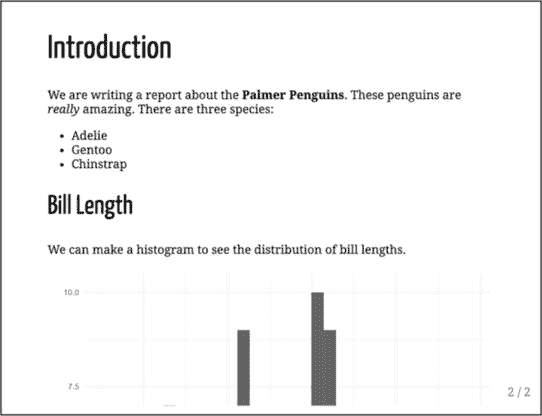 Introduction
We are writing a report about the Palmer Penguins. These penguins are
really amazing. There are three species:
• Adelie
• Gentoo
• Chinstrap
Bill Length
We can make a histogram to see the distribution of bill lengths.
10.0
7.5
2 / 2